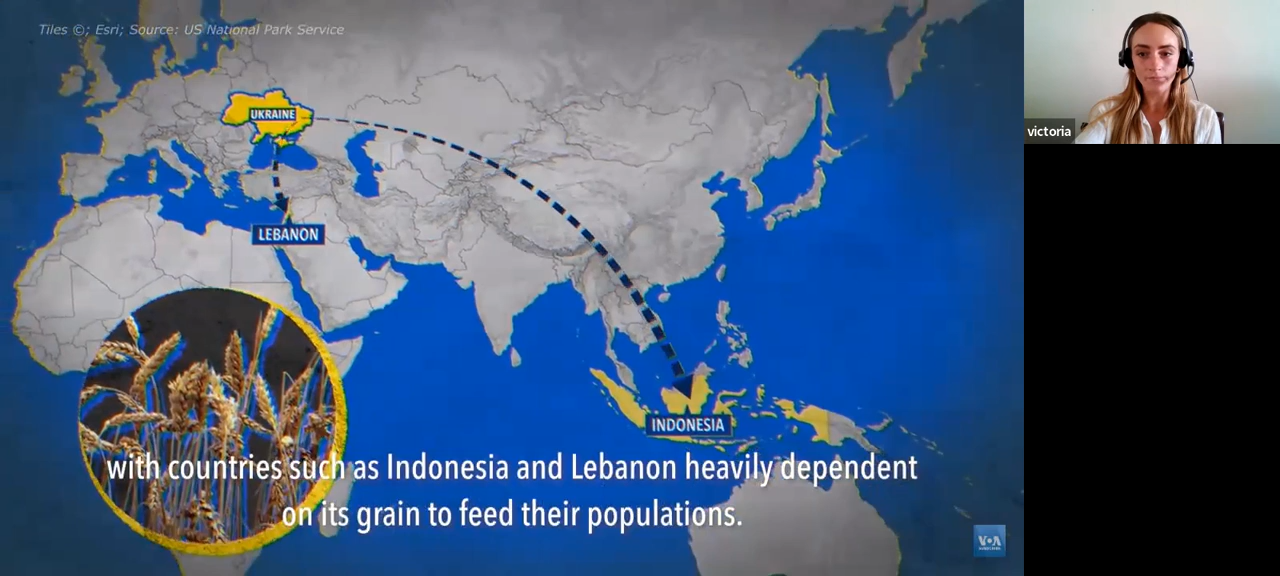 Tiles ©; Esri; Source: US National Park Service
victoria
UKRAINE
LEBANON
INDONESIA
with countries such as Indonesia and Lebanon heavily dependent
on its grain to feed their populations.
VOA